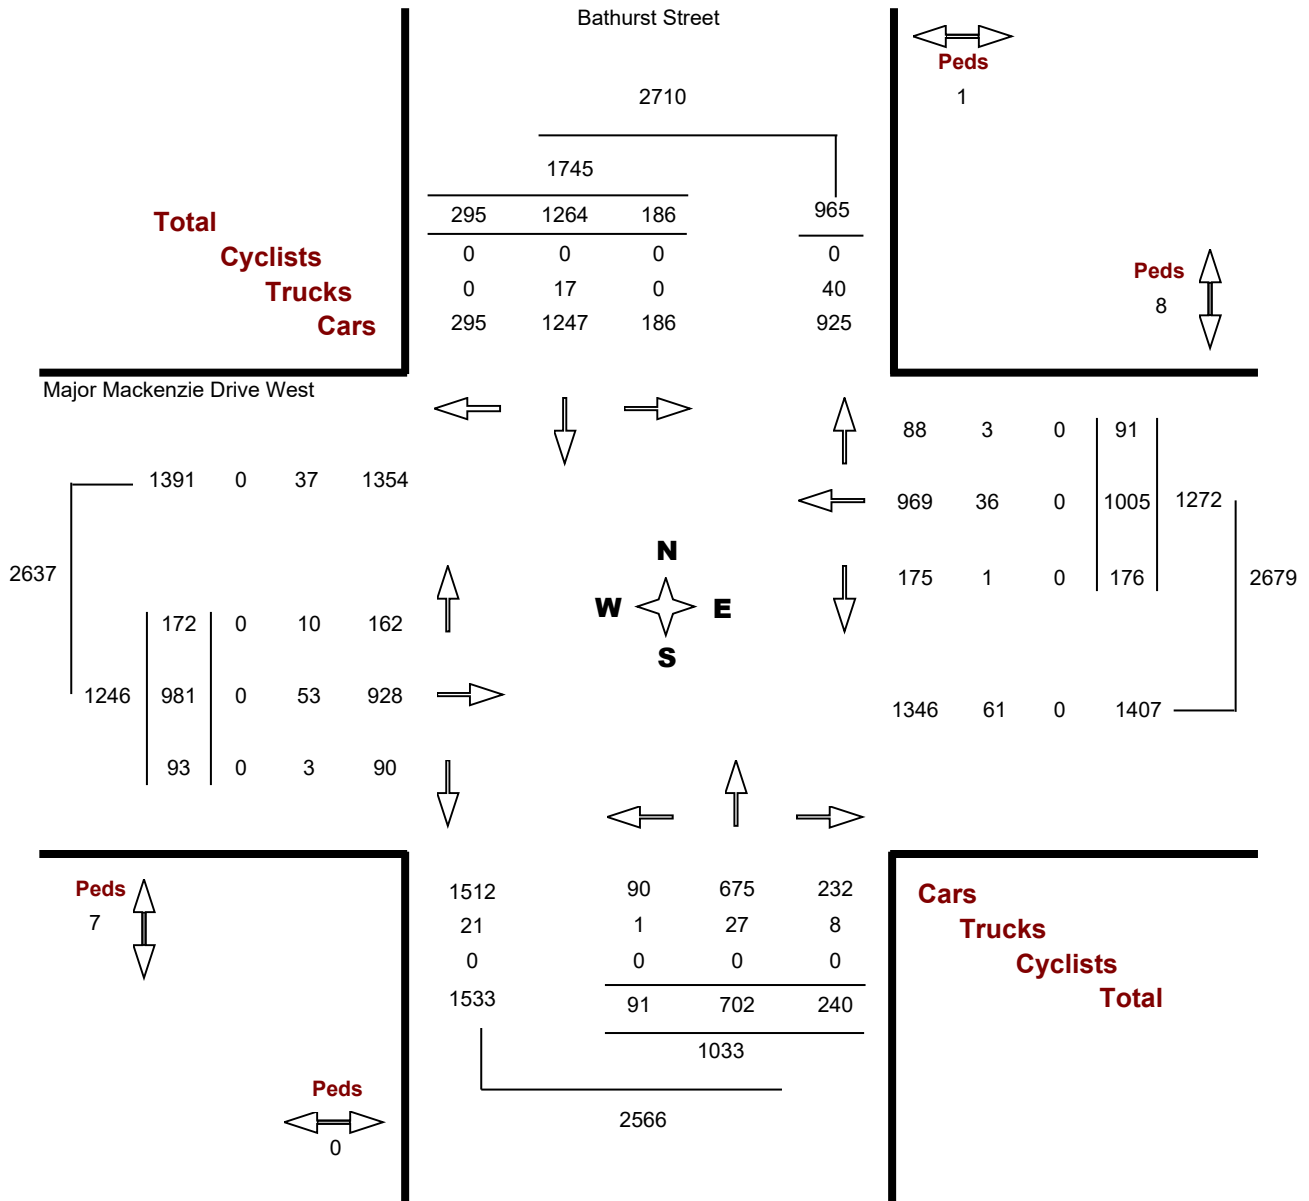 Bathurst Street
Peds
1
2710
1745
295 1264 186 965
0 0 0 0
0 17 0 40
295 1247 186 925
Total
Cyclists
Trucks
Cars
Peds
8
Major Mackenzie Drive West
88 3 0 91
1391 0 37 1354
969 36 0 1005 1272
N
2637
175 1 0 176 2679
W E
172 0 10 162
S
1246 981 0 53 928
1346 61 0 1407
93 0 3 90
Peds
7
1512 90 675 232
21 1 27 8
0 0 0 0
1533 91 702 240
1033
Cars
Trucks
Cyclists
Total
Peds
0
2566